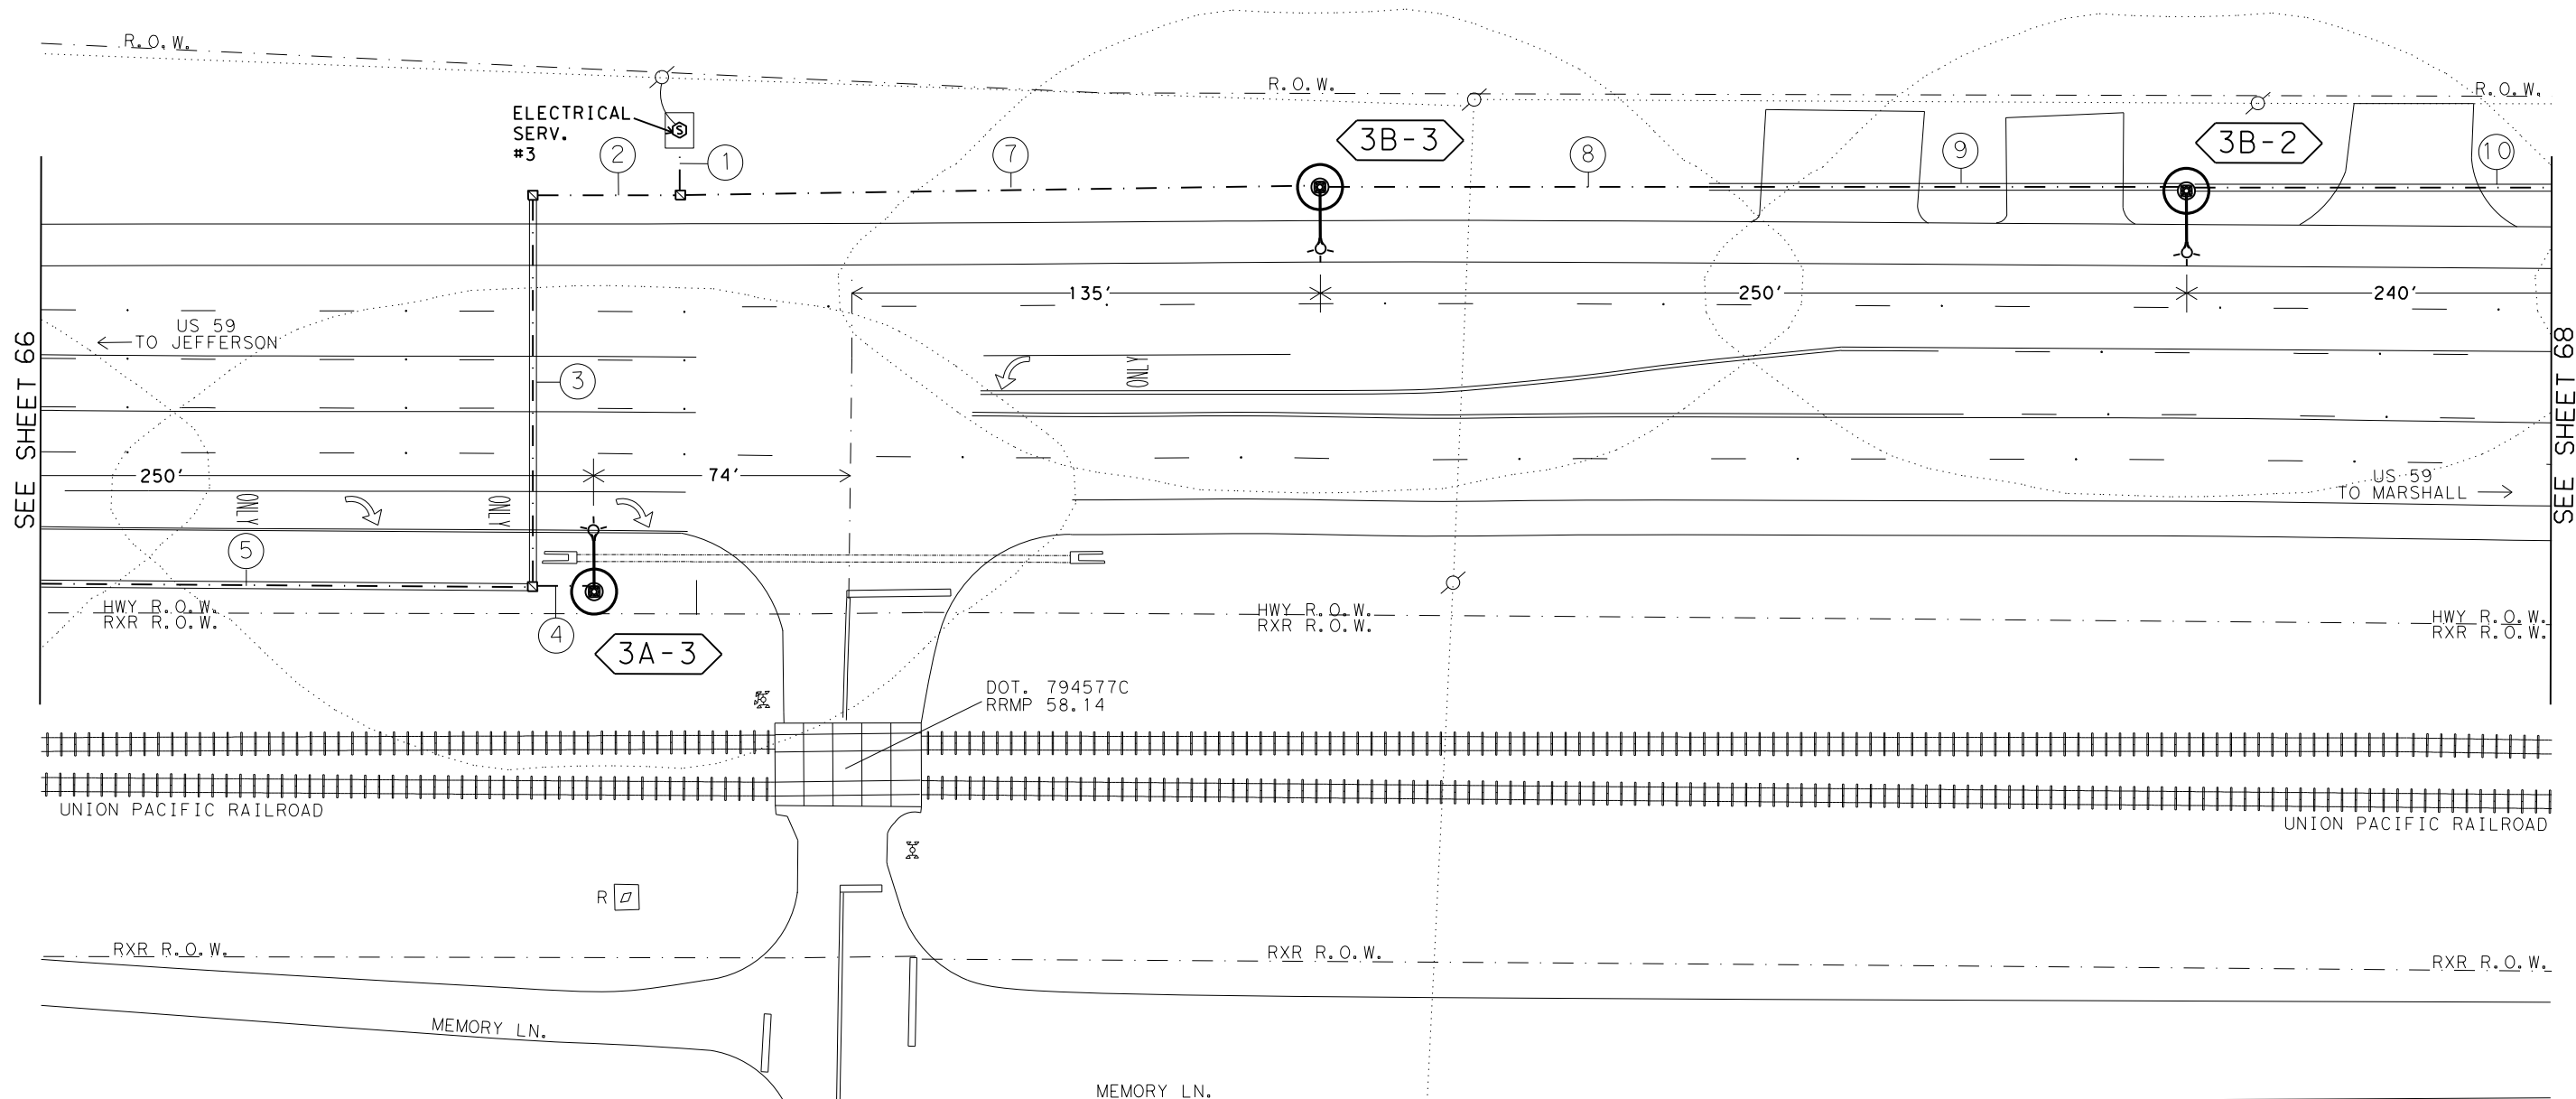 R.O.W.
R.O.W.
R.O.W.
ELECTRICAL
SERV.
#3
S
2
1
7
3B-3
8
9
3B-2
10
135'
250'
240'
US 59
TO JEFFERSON
SEE SHEET 66
SEE SHEET 68
ONLY
3
250'
74'
US 59
TO MARSHALL
ONLY
ONLY
5
HWY R.O.W.
RXR R.O.W.
HWY R.O.W.
RXR R.O.W.
HWY R.O.W.
RXR R.O.W.
4
3A-3
DOT. 794577C
RRMP 58.14
UNION PACIFIC RAILROAD
UNION PACIFIC RAILROAD
R
RXR R.O.W.
RXR R.O.W.
RXR R.O.W.
MEMORY LN.
MEMORY LN.